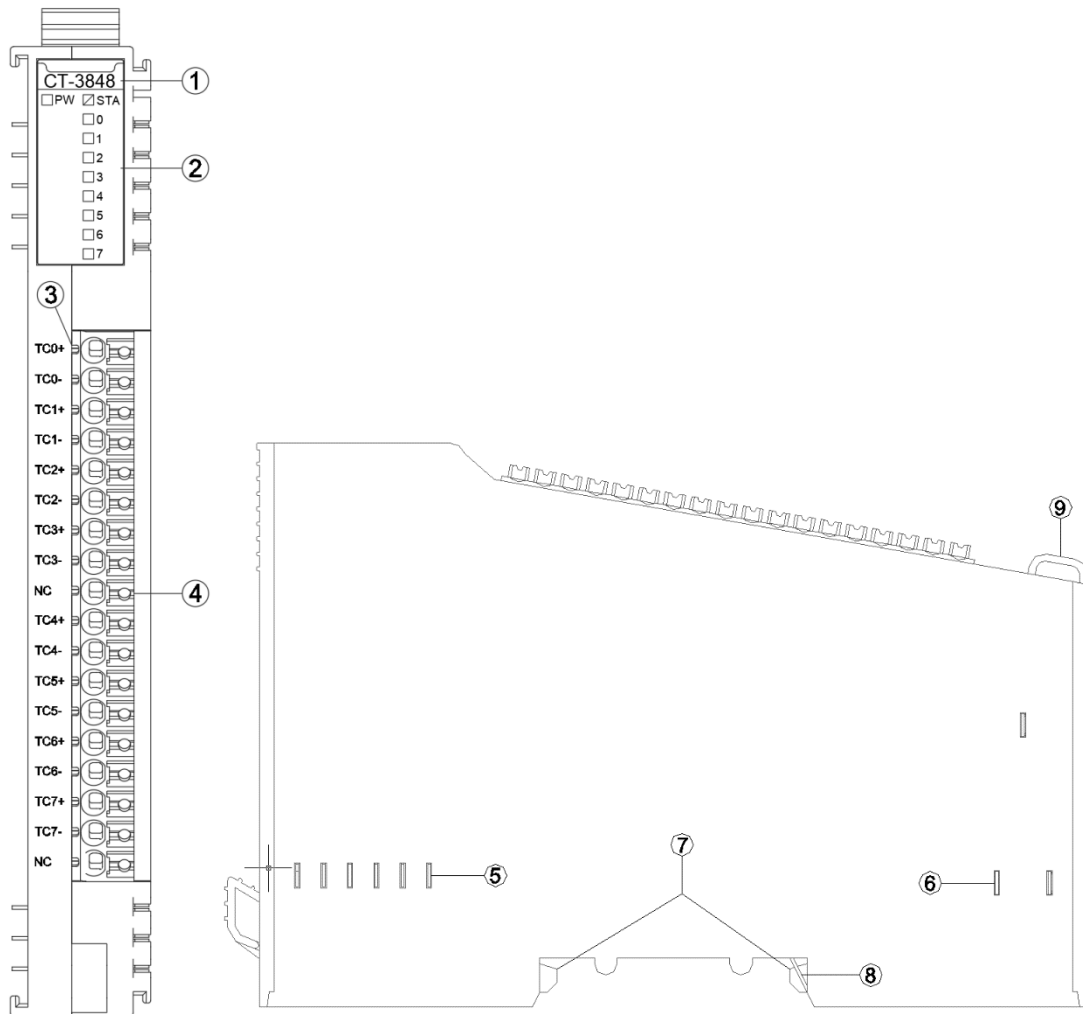 CT-3848
①
PW STA
0
1
2
②
3
4
5
6
7
③
TC0+
TC0-
TC1+
TC1-
TC2+
TC2-
TC3+
TC3-
NC
④
TC4+
TC4-
TC5+
TC5-
TC6+
TC6-
TC7+
TC7-
NC
⑨
⑦
⑤
⑥
⑧